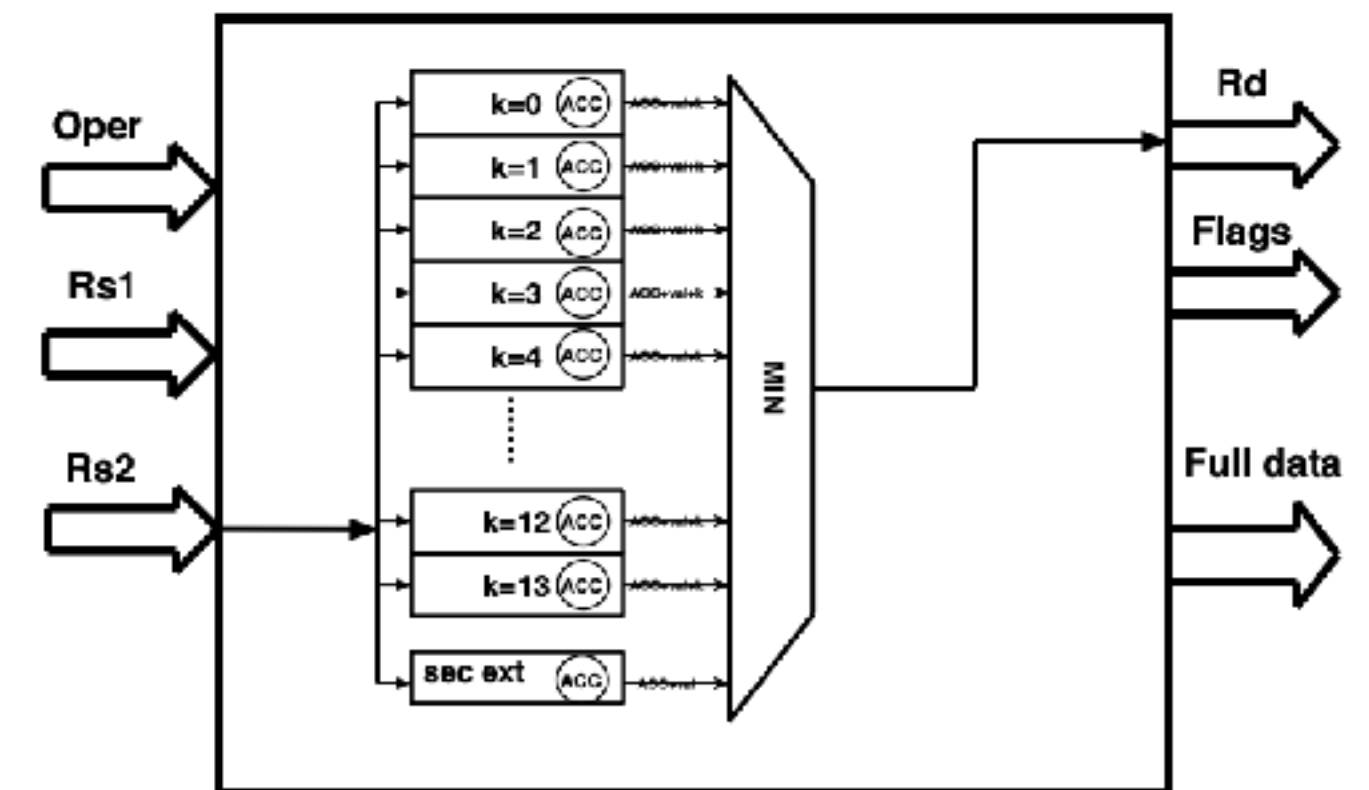 Oper
Rs1
Rs2
k=0 ACC
k=1 ACC
k=2 ACC
k=3 ACC ACC+val+k
k=4 ACC
k=12 ACC
k=13 ACC
sec ext ACC
MIN
Rd
Flags
Full data